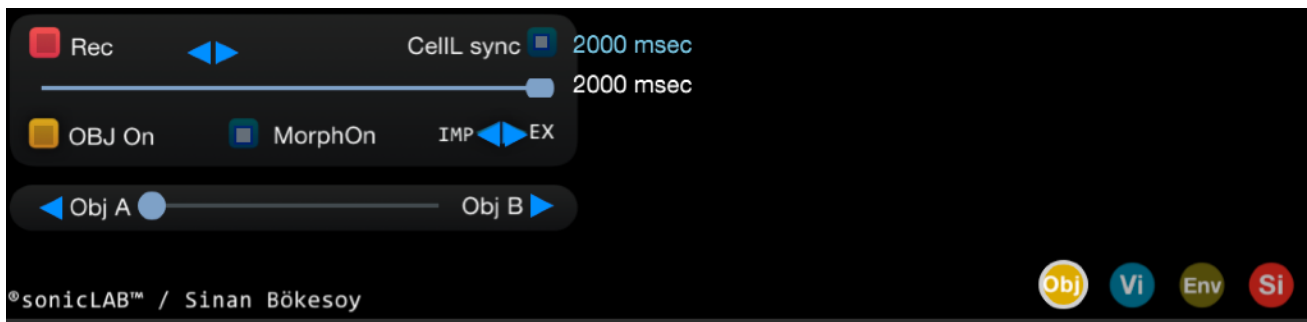 Rec CellL sync 2000 msec
2000 msec
OBJ On MorphOn IMP EX
Obj A Obj B
Obj Vi Env Si
®sonicLAB™ / Sinan Bökesoy